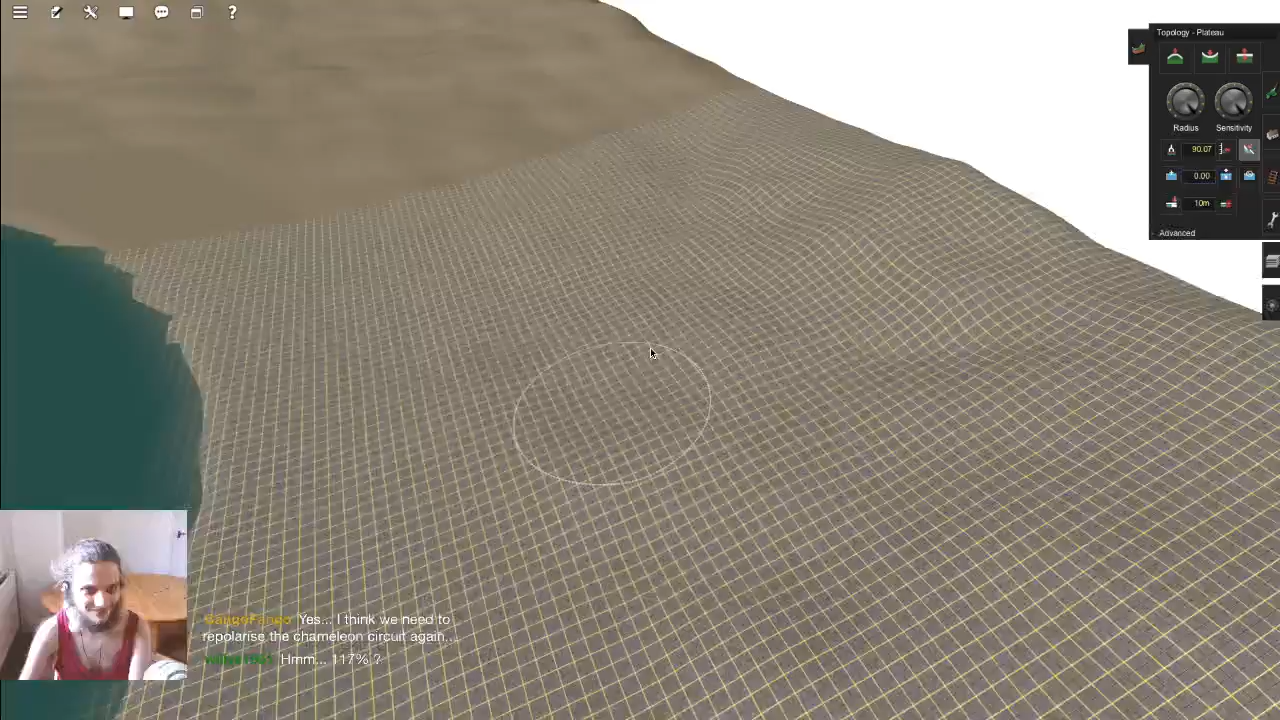 ?
Topology - Plateau
Radius Sensitivity
90.07
0.00
10m
Advanced
Yes... I think we need to
repolarise the chameleon circuit again....
Hmm... 117% ?